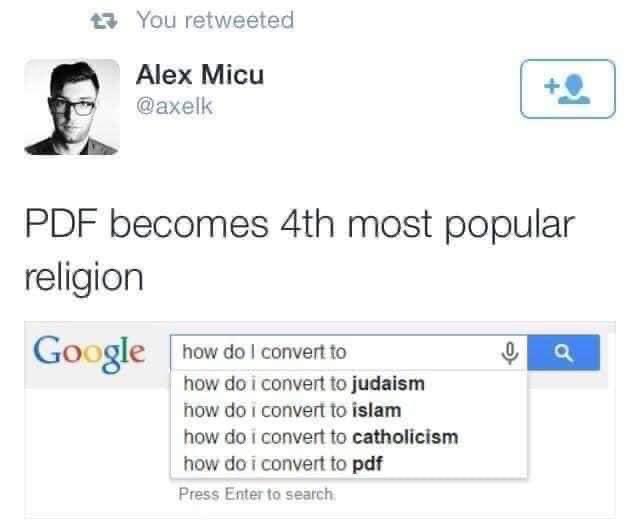 You retweeted
Alex Micu
@axelk
PDF becomes 4th most popular
religion
Google
how do I convert to
how do i convert to judaism
how do i convert to islam
how do i convert to catholicism
how do i convert to pdf
Press Enter to search.